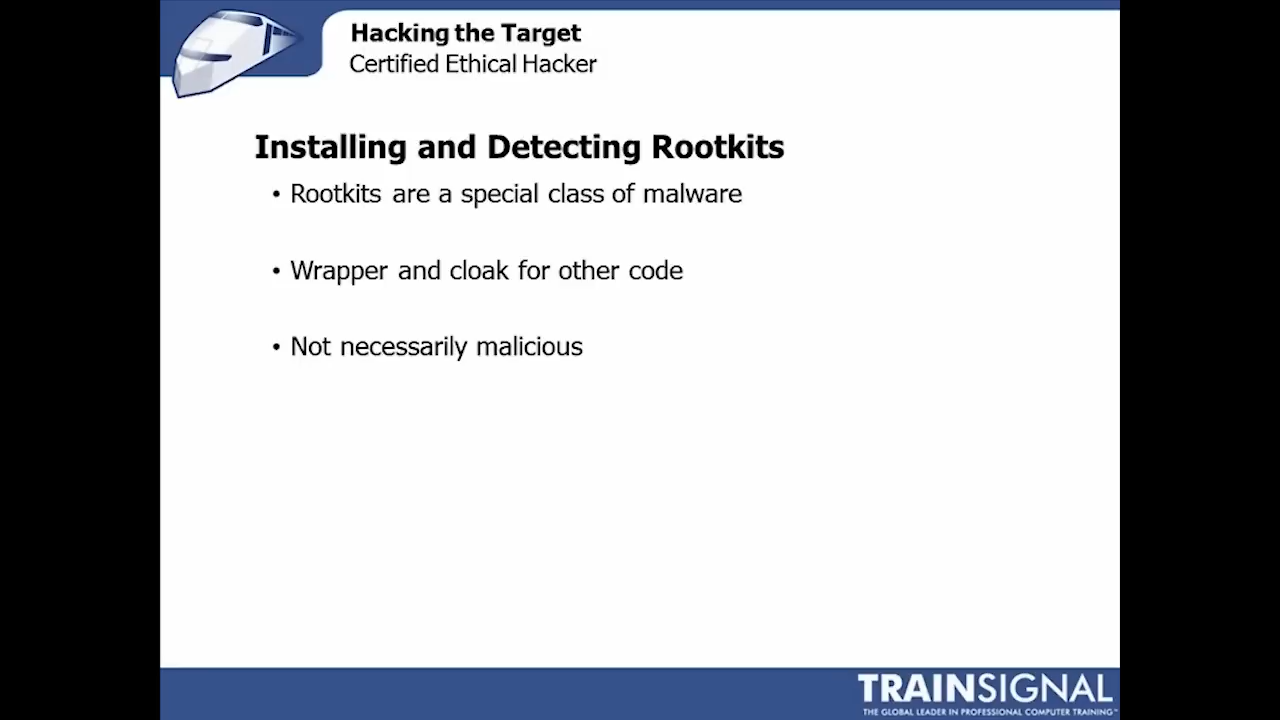 Hacking the Target
Certified Ethical Hacker
Installing and Detecting Rootkits
• Rootkits are a special class of malware
• Wrapper and cloak for other code
• Not necessarily malicious
TRAINSIGNAL
THE GLOBAL LEADER IN PROFESSIONAL COMPUTER TRAINING™